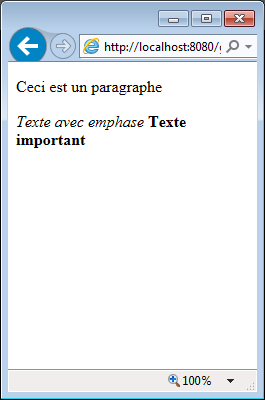 http://localhost:8080/
Ceci est un paragraphe
Texte avec emphase Texte
important
100%